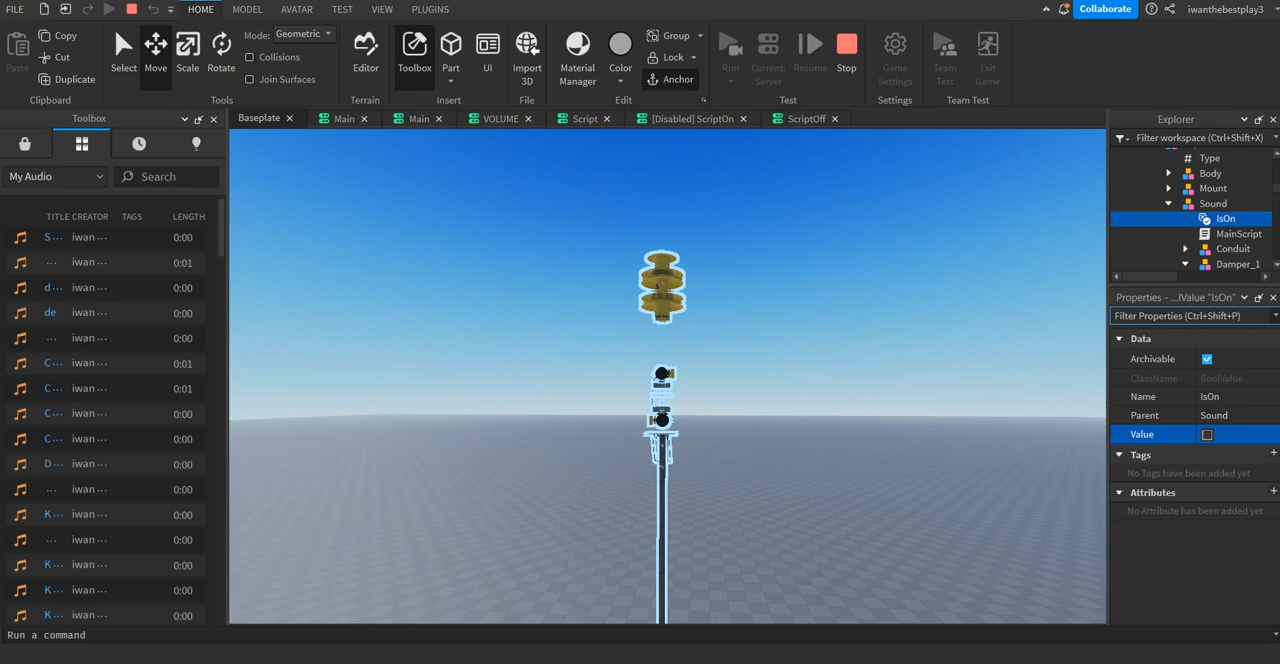 FILE HOME MODEL AVATAR TEST VIEW PLUGINS Collaborate iwanthebestplay3
Paste Copy Cut Duplicate
Clipboard
Select Move Scale Rotate
Mode: Geometric
Collisions
Join Surfaces
Tools
Editor
Terrain
Toolbox Part UI
Insert
Import 3D
File
Material Manager Color
Group
Lock
Anchor
Edit
Run Current: Server Resume Stop
Test
Game Settings
Settings
Team Test Exit Game
Team Test
Toolbox
Baseplate Main Main VOLUME Script [Disabled] ScriptOn ScriptOff
My Audio Search
TITLE CREATOR TAGS LENGTH
S... iwan ... 0:00
... iwan ... 0:01
d... iwan ... 0:00
de iwan ... 0:00
... iwan ... 0:00
C... iwan ... 0:01
C... iwan ... 0:01
C... iwan ... 0:00
C... iwan ... 0:00
D... iwan ... 0:00
... iwan ... 0:00
K... iwan ... 0:00
... iwan ... 0:00
K... iwan ... 0:00
K... iwan ... 0:00
K... iwan ... 0:00
Explorer
Filter workspace (Ctrl+Shift+X)
# Type
Body
Mount
Sound
IsOn
MainScript
Conduit
Damper_1
Properties - ...lValue "IsOn"
Filter Properties (Ctrl+Shift+P)
Data
Archivable
ClassName BoolValue
Name IsOn
Parent Sound
Value
Tags
No Tags have been added yet
Attributes
No Attribute has been added yet
Run a command